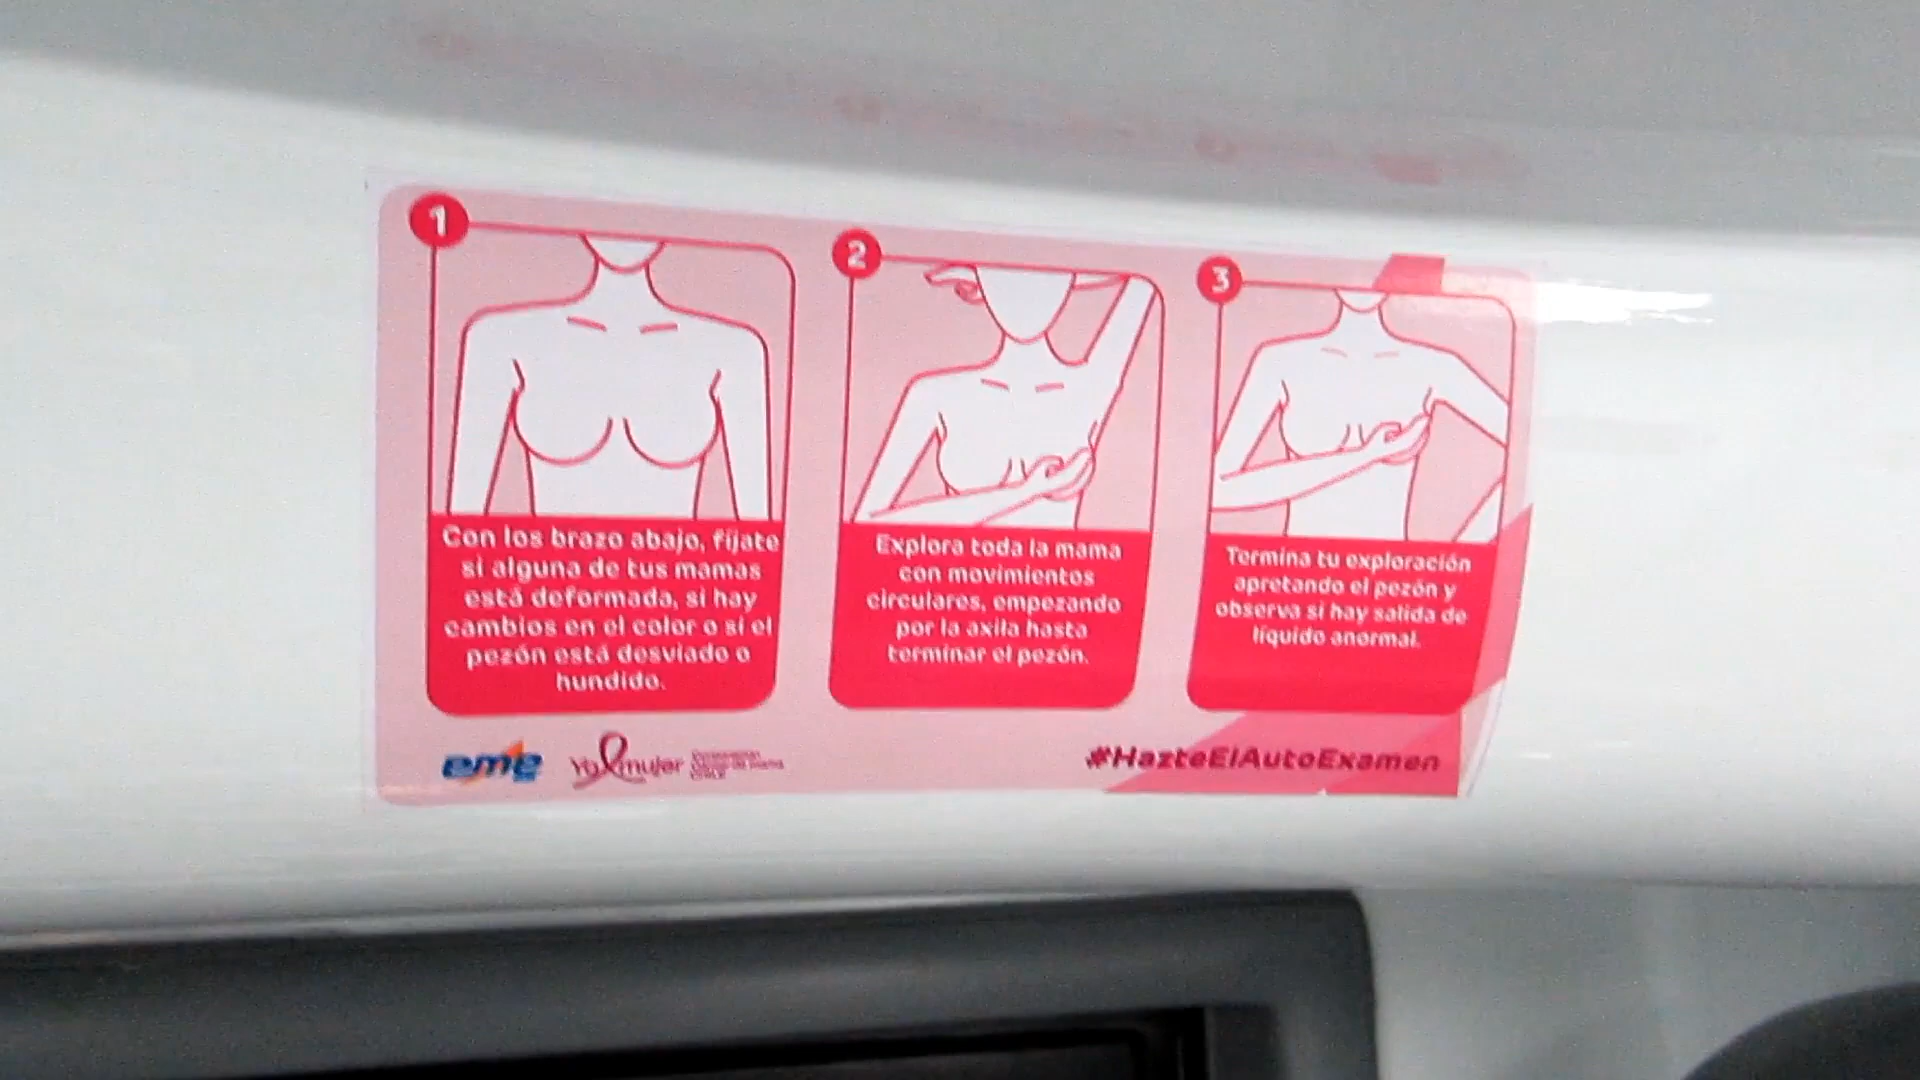 1
Con los brazo abajo, fíjate
si alguna de tus mamas
está deformada, si hay
cambios en el color o si el
pezón está desviado o
hundido.
2
Explora toda la mama
con movimientos
circulares, empezando
por la axila hasta
terminar el pezón.
3
Termina tu exploración
apretando el pezón y
observa si hay salida de
líquido anormal.
eme
Yo mujer
#HazteElAutoExamen